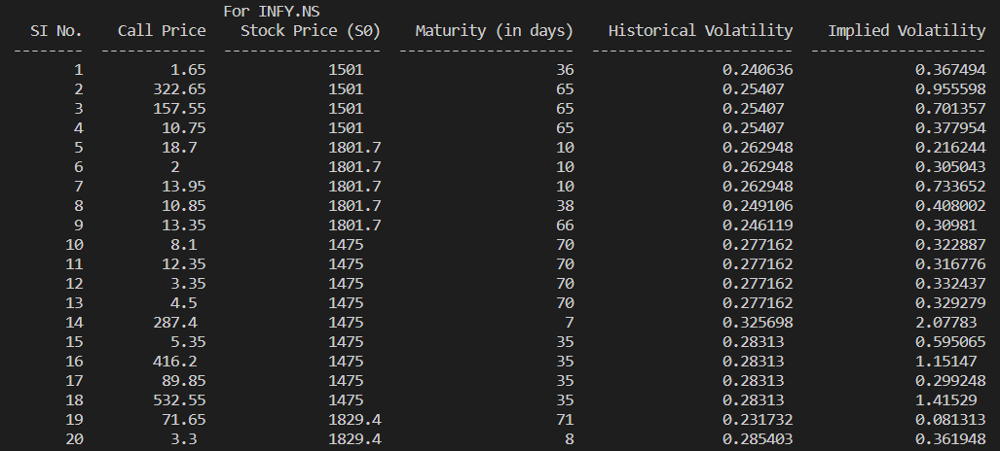 For INFY.NS
SI No. Call Price Stock Price (S0) Maturity (in days) Historical Volatility Implied Volatility
-------- ------------ ------------------ -------------------- ----------------------- --------------------
1 1.65 1501 36 0.240636 0.367494
2 322.65 1501 65 0.25407 0.955598
3 157.55 1501 65 0.25407 0.701357
4 10.75 1501 65 0.25407 0.377954
5 18.7 1801.7 10 0.262948 0.216244
6 2 1801.7 10 0.262948 0.305043
7 13.95 1801.7 10 0.262948 0.733652
8 10.85 1801.7 38 0.249106 0.408002
9 13.35 1801.7 66 0.246119 0.30981
10 8.1 1475 70 0.277162 0.322887
11 12.35 1475 70 0.277162 0.316776
12 3.35 1475 70 0.277162 0.332437
13 4.5 1475 70 0.277162 0.329279
14 287.4 1475 7 0.325698 2.07783
15 5.35 1475 35 0.28313 0.595065
16 416.2 1475 35 0.28313 1.15147
17 89.85 1475 35 0.28313 0.299248
18 532.55 1475 35 0.28313 1.41529
19 71.65 1829.4 71 0.231732 0.081313
20 3.3 1829.4 8 0.285403 0.361948